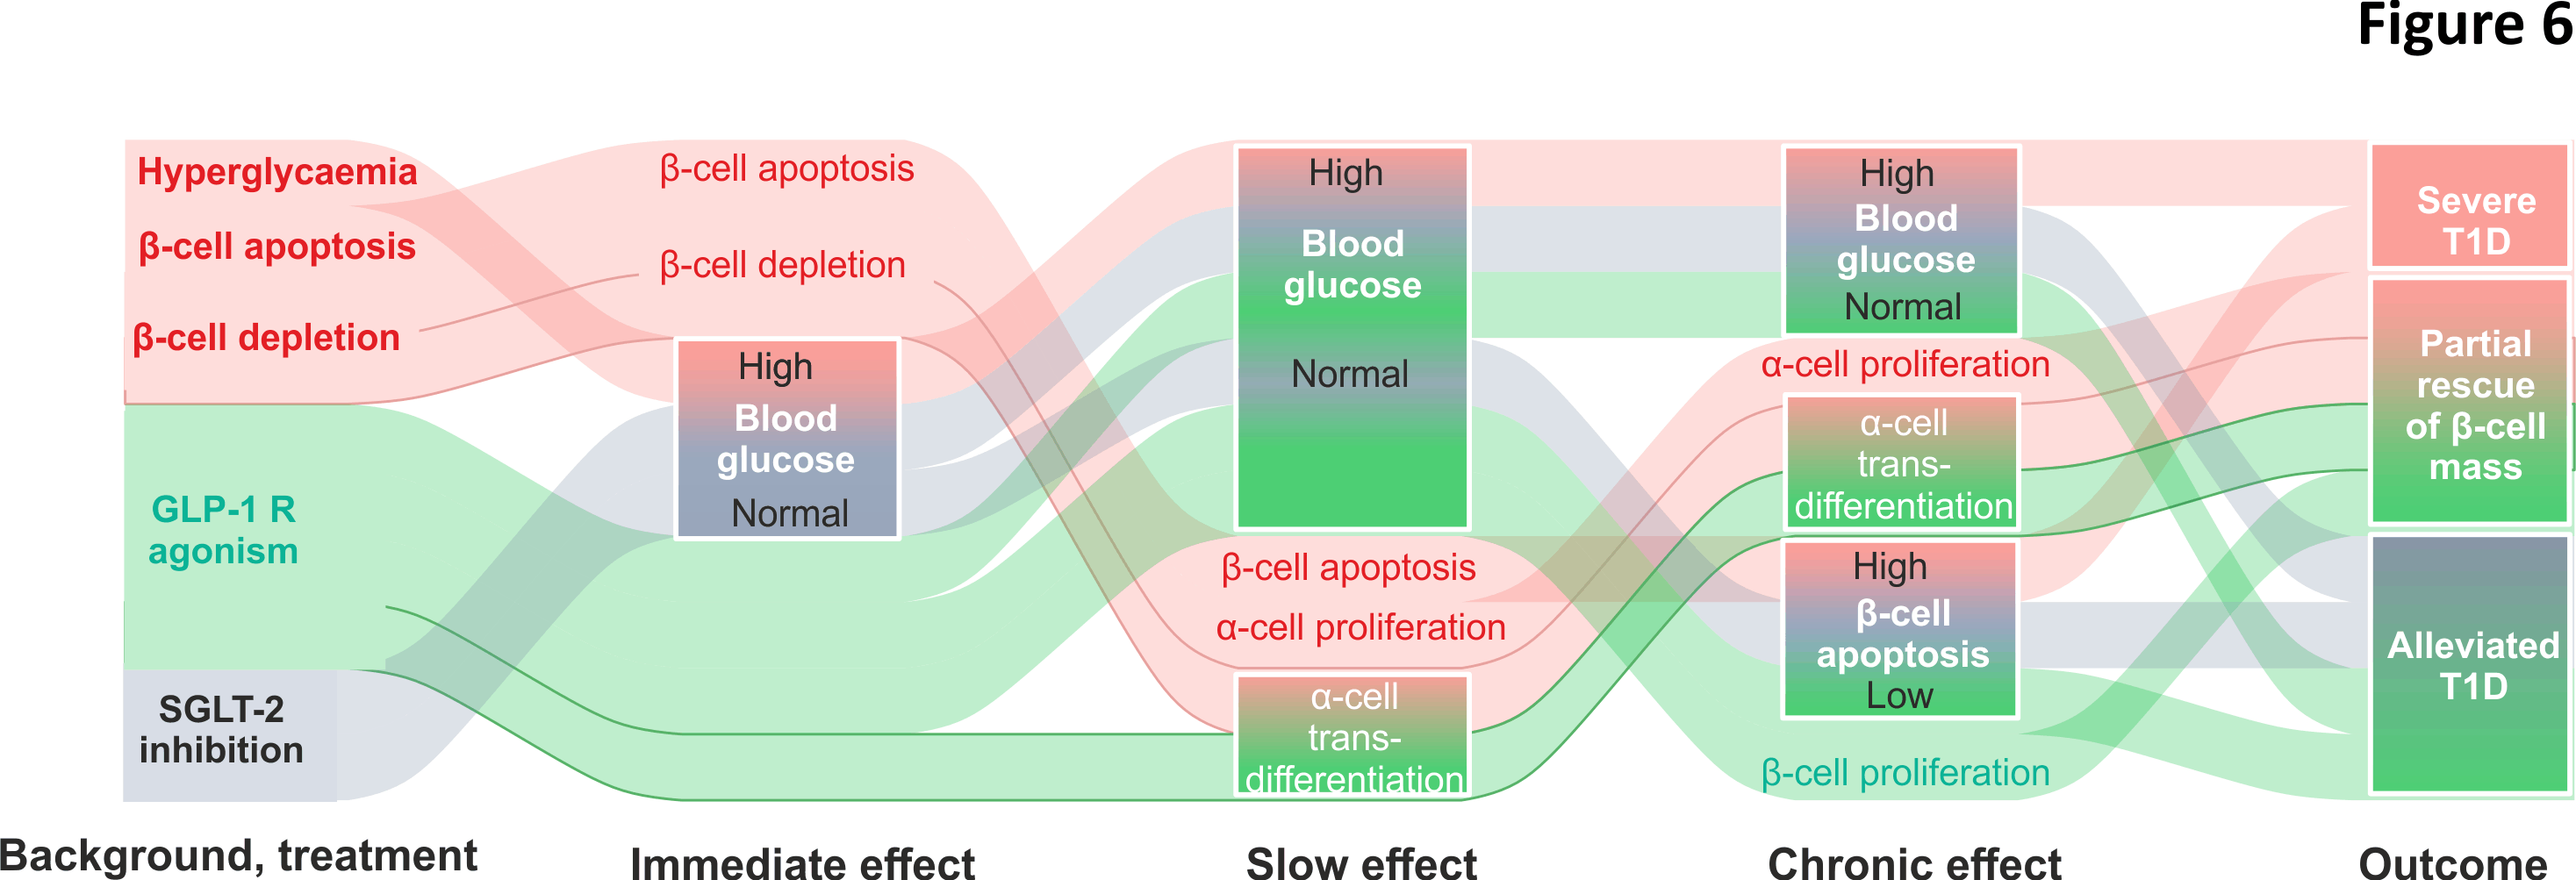 Figure 6
Hyperglycaemia
β-cell apoptosis
β-cell depletion
GLP-1 R
agonism
SGLT-2
inhibition
Background, treatment
β-cell apoptosis
β-cell depletion
High
Blood
glucose
Normal
Immediate effect
High
Blood
glucose
Normal
β-cell apoptosis
α-cell proliferation
α-cell
trans-
differentiation
Slow effect
High
Blood
glucose
Normal
α-cell proliferation
α-cell
trans-
differentiation
High
β-cell
apoptosis
Low
β-cell proliferation
Chronic effect
Severe
T1D
Partial
rescue
of β-cell
mass
Alleviated
T1D
Outcome